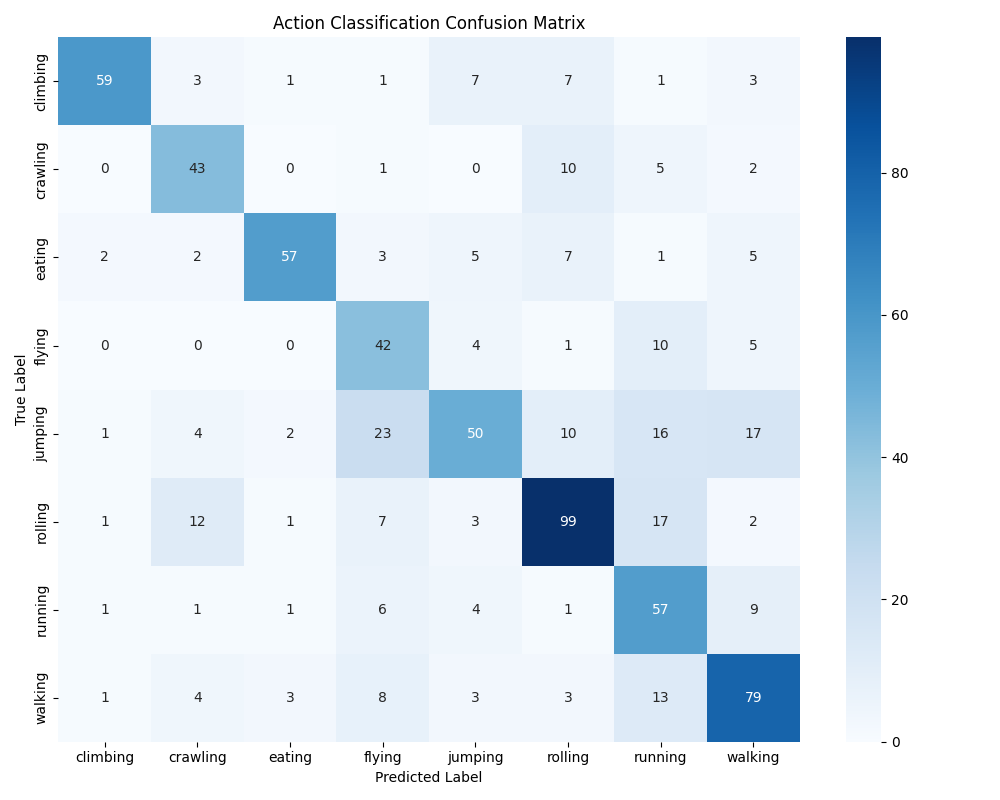 Action Classification Confusion Matrix
True Label
climbing 59 3 1 1 7 7 1 3
crawling 0 43 0 1 0 10 5 2
eating 2 2 57 3 5 7 1 5
flying 0 0 0 42 4 1 10 5
jumping 1 4 2 23 50 10 16 17
rolling 1 12 1 7 3 99 17 2
running 1 1 1 6 4 1 57 9
walking 1 4 3 8 3 3 13 79
climbing crawling eating flying jumping rolling running walking
Predicted Label
80
60
40
20
0